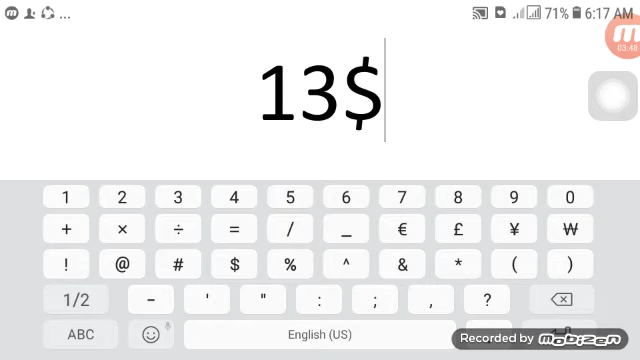 ... 71% 6:17 AM
m
03:48
13$
1 2 3 4 5 6 7 8 9 0
+ × ÷ = / _ € £ ¥ ₩
! @ # $ % ^ & * ( )
1/2 - ' " : ; , ?
ABC English (US)
Recorded by mobizen